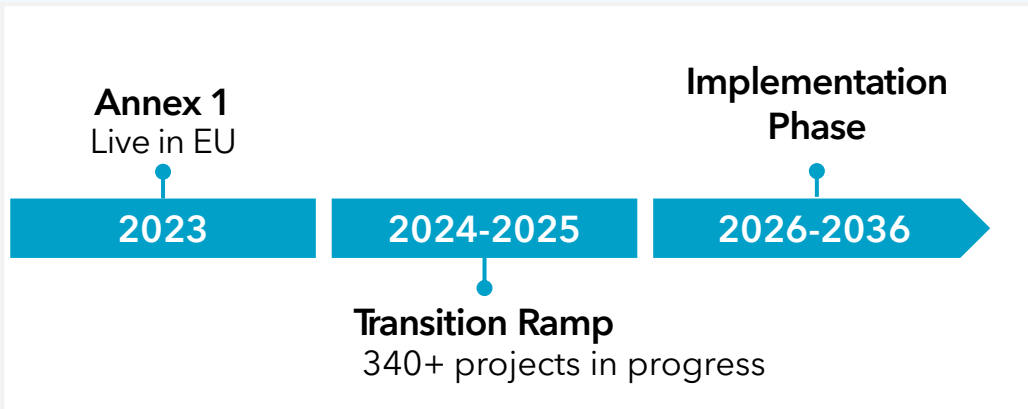 Annex 1
Live in EU
Implementation
Phase
2023
2024-2025
2026-2036
Transition Ramp
340+ projects in progress